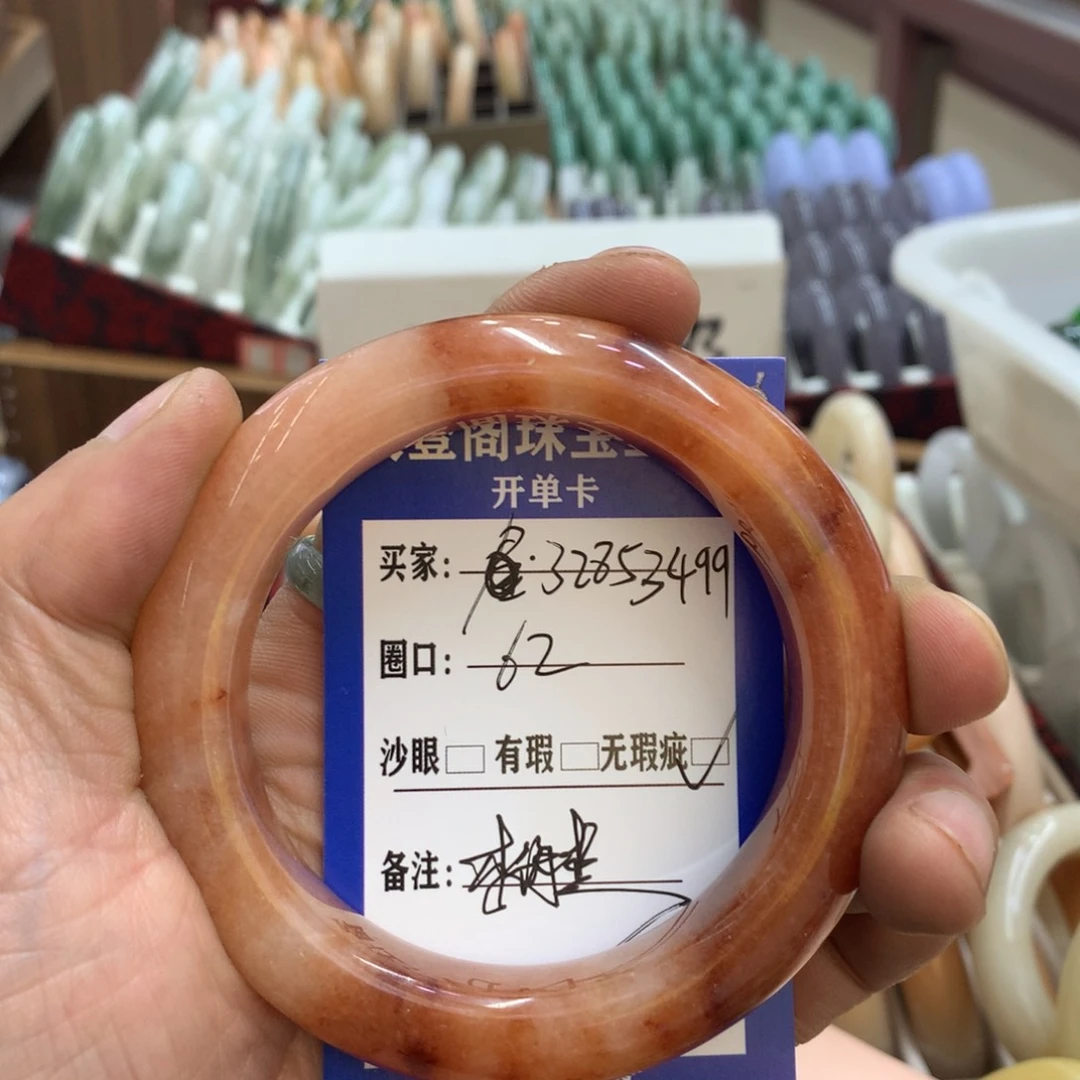 登阁珠宝
开单卡
买家: 32853499
圈口: 62
沙眼□ 有瑕□无瑕疵□
备注: